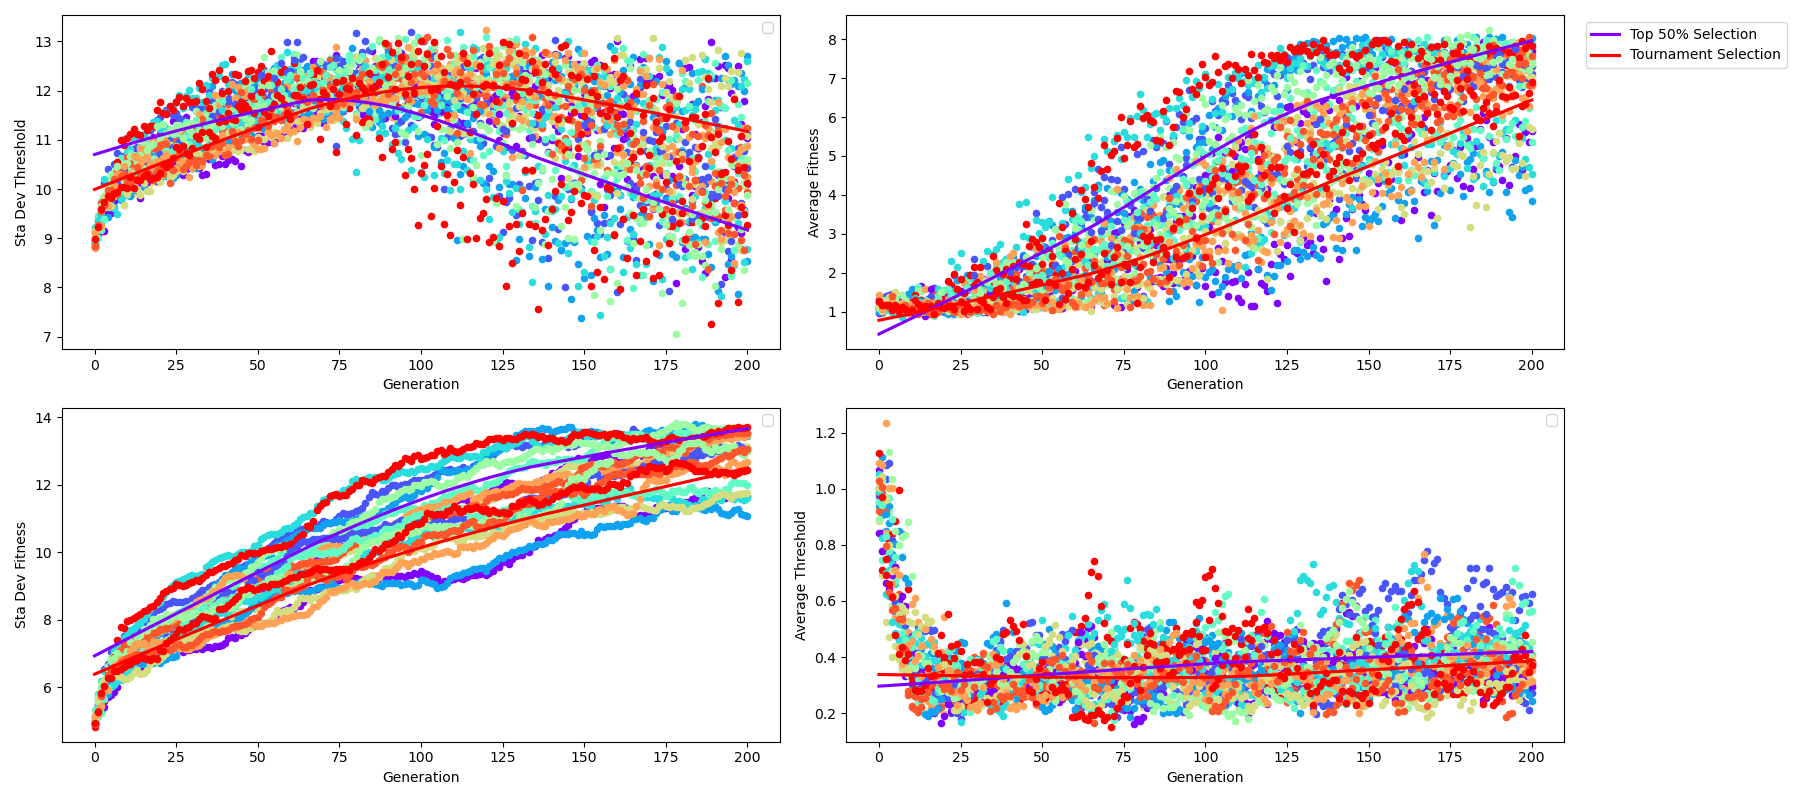 13
12
11
10
9
8
7
Sta Dev Threshold
0 25 50 75 100 125 150 175 200
Generation
8
7
6
5
4
3
2
1
Average Fitness
0 25 50 75 100 125 150 175 200
Generation
Top 50% Selection
Tournament Selection
14
12
10
8
6
Sta Dev Fitness
0 25 50 75 100 125 150 175 200
Generation
1.2
1.0
0.8
0.6
0.4
0.2
Average Threshold
0 25 50 75 100 125 150 175 200
Generation